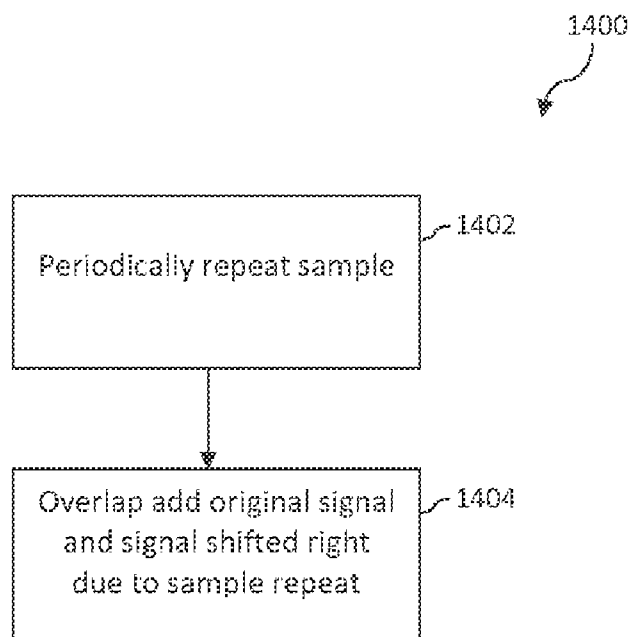 1400
Periodically repeat sample
1402
Overlap add original signal
and signal shifted right
due to sample repeat
1404